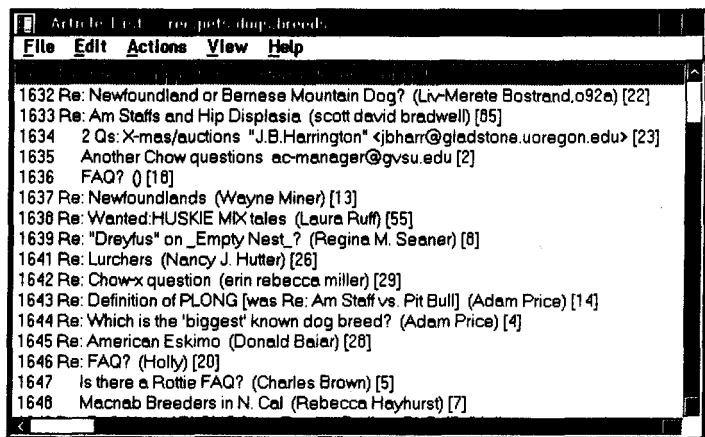 Article List rec.pets.dogs.breeds
File Edit Actions View Help
1632 Re: Newfoundland or Bernese Mountain Dog? (Liv-Merete Bostrand,o92a) [22]
1633 Re: Am Staffs and Hip Displasia (scott david bradwell) [85]
1634 2 Qs: X-mas/auctions "J.B.Harrington" <jbharr@gladstone.uoregon.edu> [23]
1635 Another Chow questions ac-manager@gvsu.edu [2]
1636 FAQ? () [18]
1637 Re: Newfoundlands (Wayne Miner) [13]
1638 Re: Wanted:HUSKIE MIX tales (Laura Ruff) [55]
1639 Re: "Dreyfus" on _Empty Nest_? (Regina M. Seaner) [8]
1641 Re: Lurchers (Nancy J. Hutter) [26]
1642 Re: Chow-x question (erin rebecca miller) [29]
1643 Re: Definition of PLONG [was Re: Am Staff vs. Pit Bull] (Adam Price) [14]
1644 Re: Which is the 'biggest' known dog breed? (Adam Price) [4]
1645 Re: American Eskimo (Donald Baiar) [28]
1646 Re: FAQ? (Holly) [20]
1647 Is there a Rottie FAQ? (Charles Brown) [5]
1648 Macnab Breeders in N. Cal (Rebecca Hayhurst) [7]